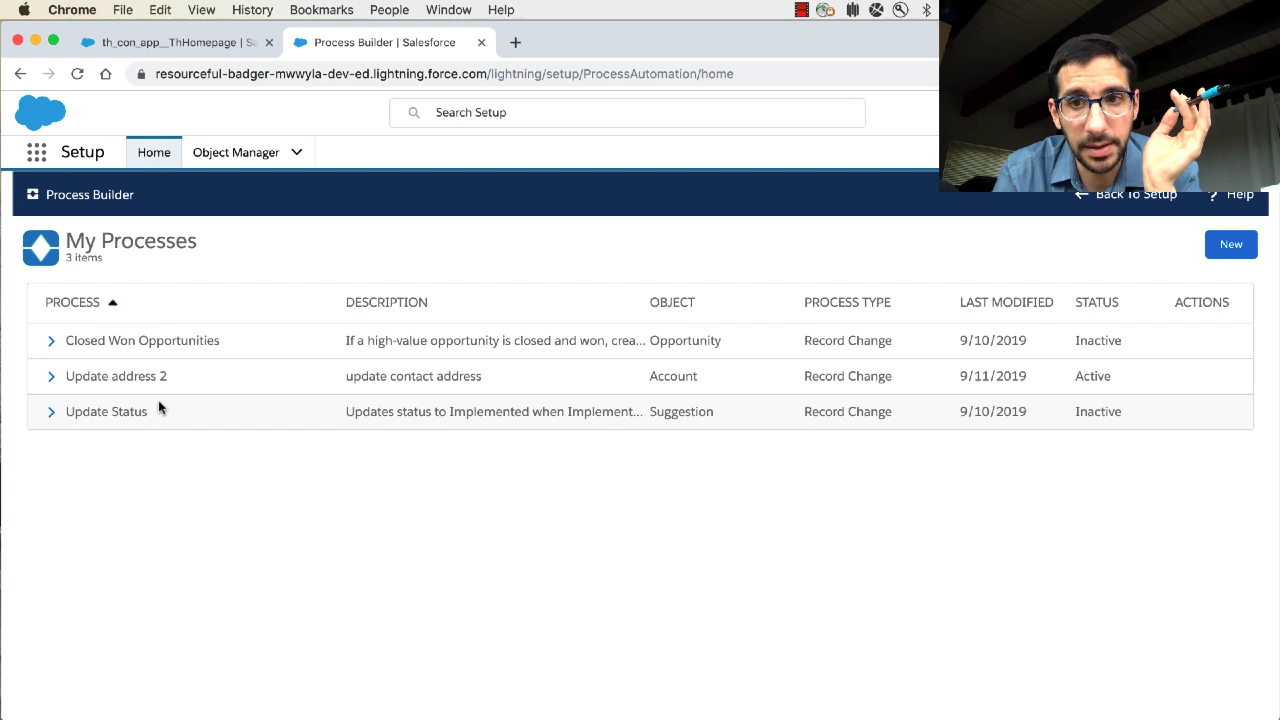 Chrome File Edit View History Bookmarks People Window Help
th_con_app__ThHomepage | Sa
Process Builder | Salesforce
resourceful-badger-mwwyla-dev-ed.lightning.force.com/lightning/setup/ProcessAutomation/home
Search Setup
Setup Home Object Manager
Process Builder
Back To Setup ? Help
My Processes
3 items
New
PROCESS DESCRIPTION OBJECT PROCESS TYPE LAST MODIFIED STATUS ACTIONS
Closed Won Opportunities If a high-value opportunity is closed and won, crea... Opportunity Record Change 9/10/2019 Inactive
Update address 2 update contact address Account Record Change 9/11/2019 Active
Update Status Updates status to Implemented when Implement... Suggestion Record Change 9/10/2019 Inactive